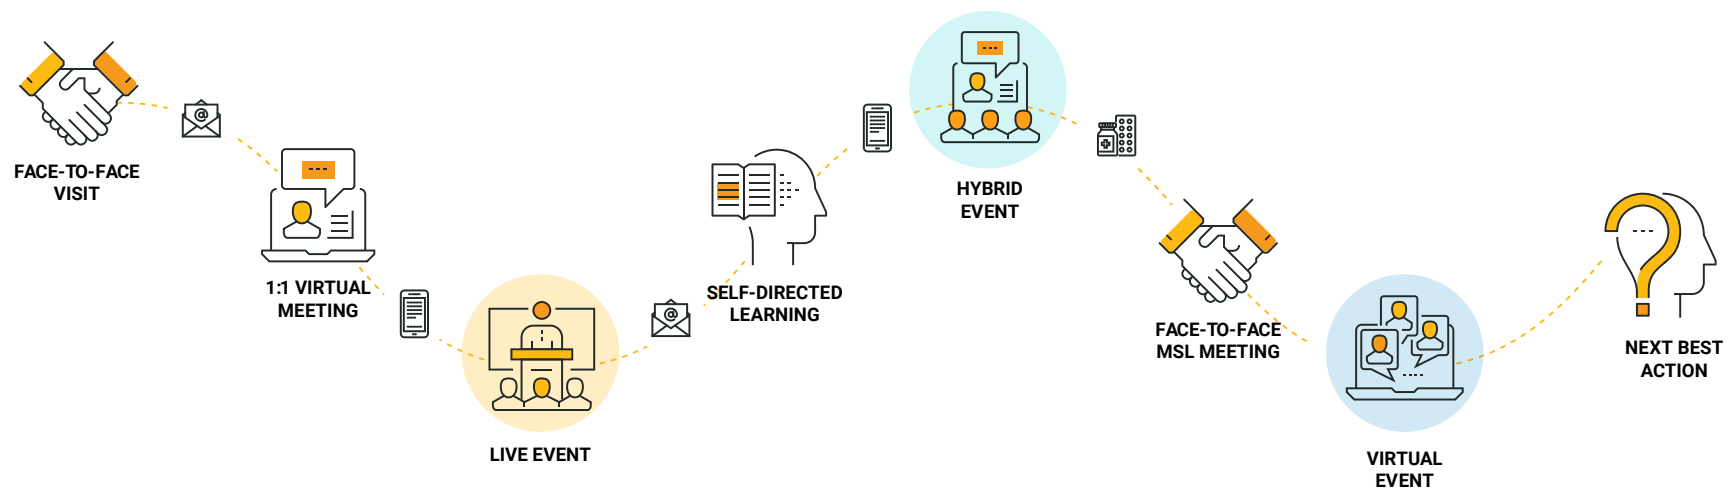 FACE-TO-FACE
VISIT
1:1 VIRTUAL
MEETING
LIVE EVENT
SELF-DIRECTED
LEARNING
HYBRID
EVENT
FACE-TO-FACE
MSL MEETING
VIRTUAL
EVENT
NEXT BEST
ACTION